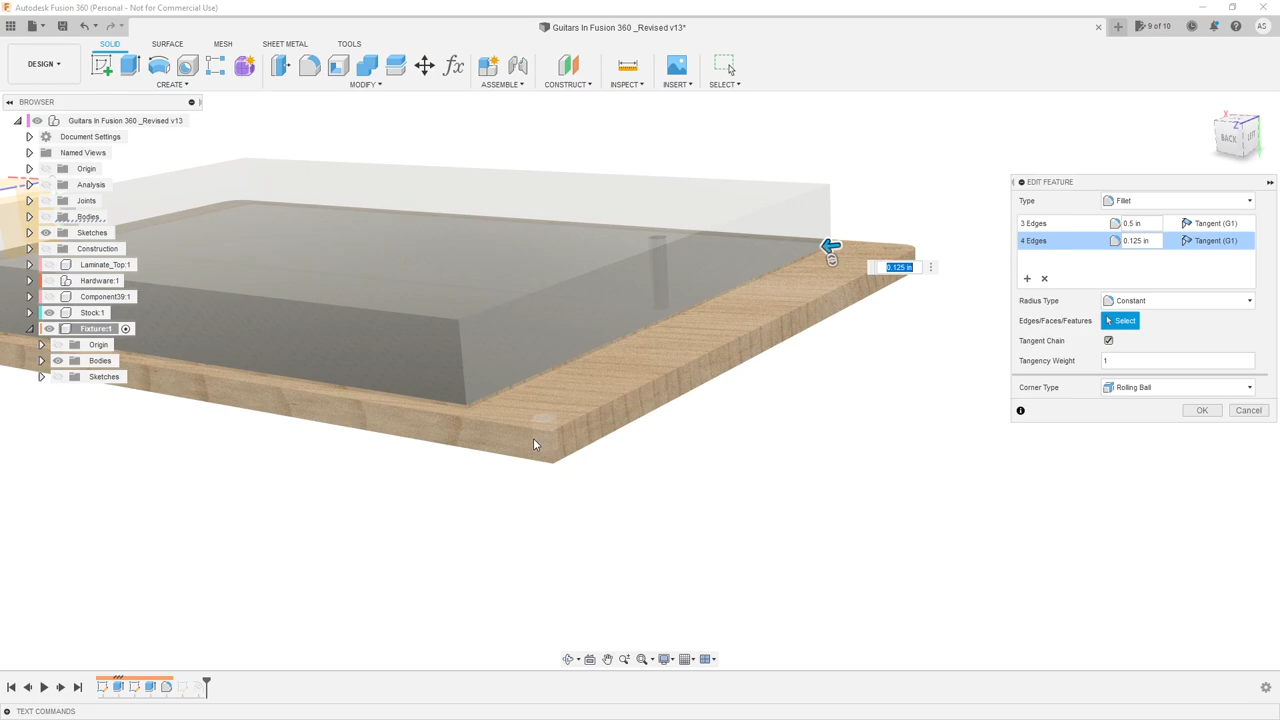 Autodesk Fusion 360 (Personal - Not for Commercial Use)
Guitars In Fusion 360 _Revised v13*
9 of 10
AS
DESIGN
SOLID
SURFACE
MESH
SHEET METAL
TOOLS
CREATE
MODIFY
ASSEMBLE
CONSTRUCT
INSPECT
INSERT
SELECT
BROWSER
Guitars In Fusion 360 _Revised v13
Document Settings
Named Views
Origin
Analysis
Joints
Bodies
Sketches
Construction
Laminate_Top:1
Hardware:1
Component39:1
Stock:1
Fixture:1
Origin
Bodies
Sketches
X
Z
BACK
LEFT
0.125 in
EDIT FEATURE
Type
Fillet
3 Edges
0.5 in
Tangent (G1)
4 Edges
0.125 in
Tangent (G1)
Radius Type
Constant
Edges/Faces/Features
Select
Tangent Chain
Tangency Weight
1
Corner Type
Rolling Ball
OK
Cancel
TEXT COMMANDS